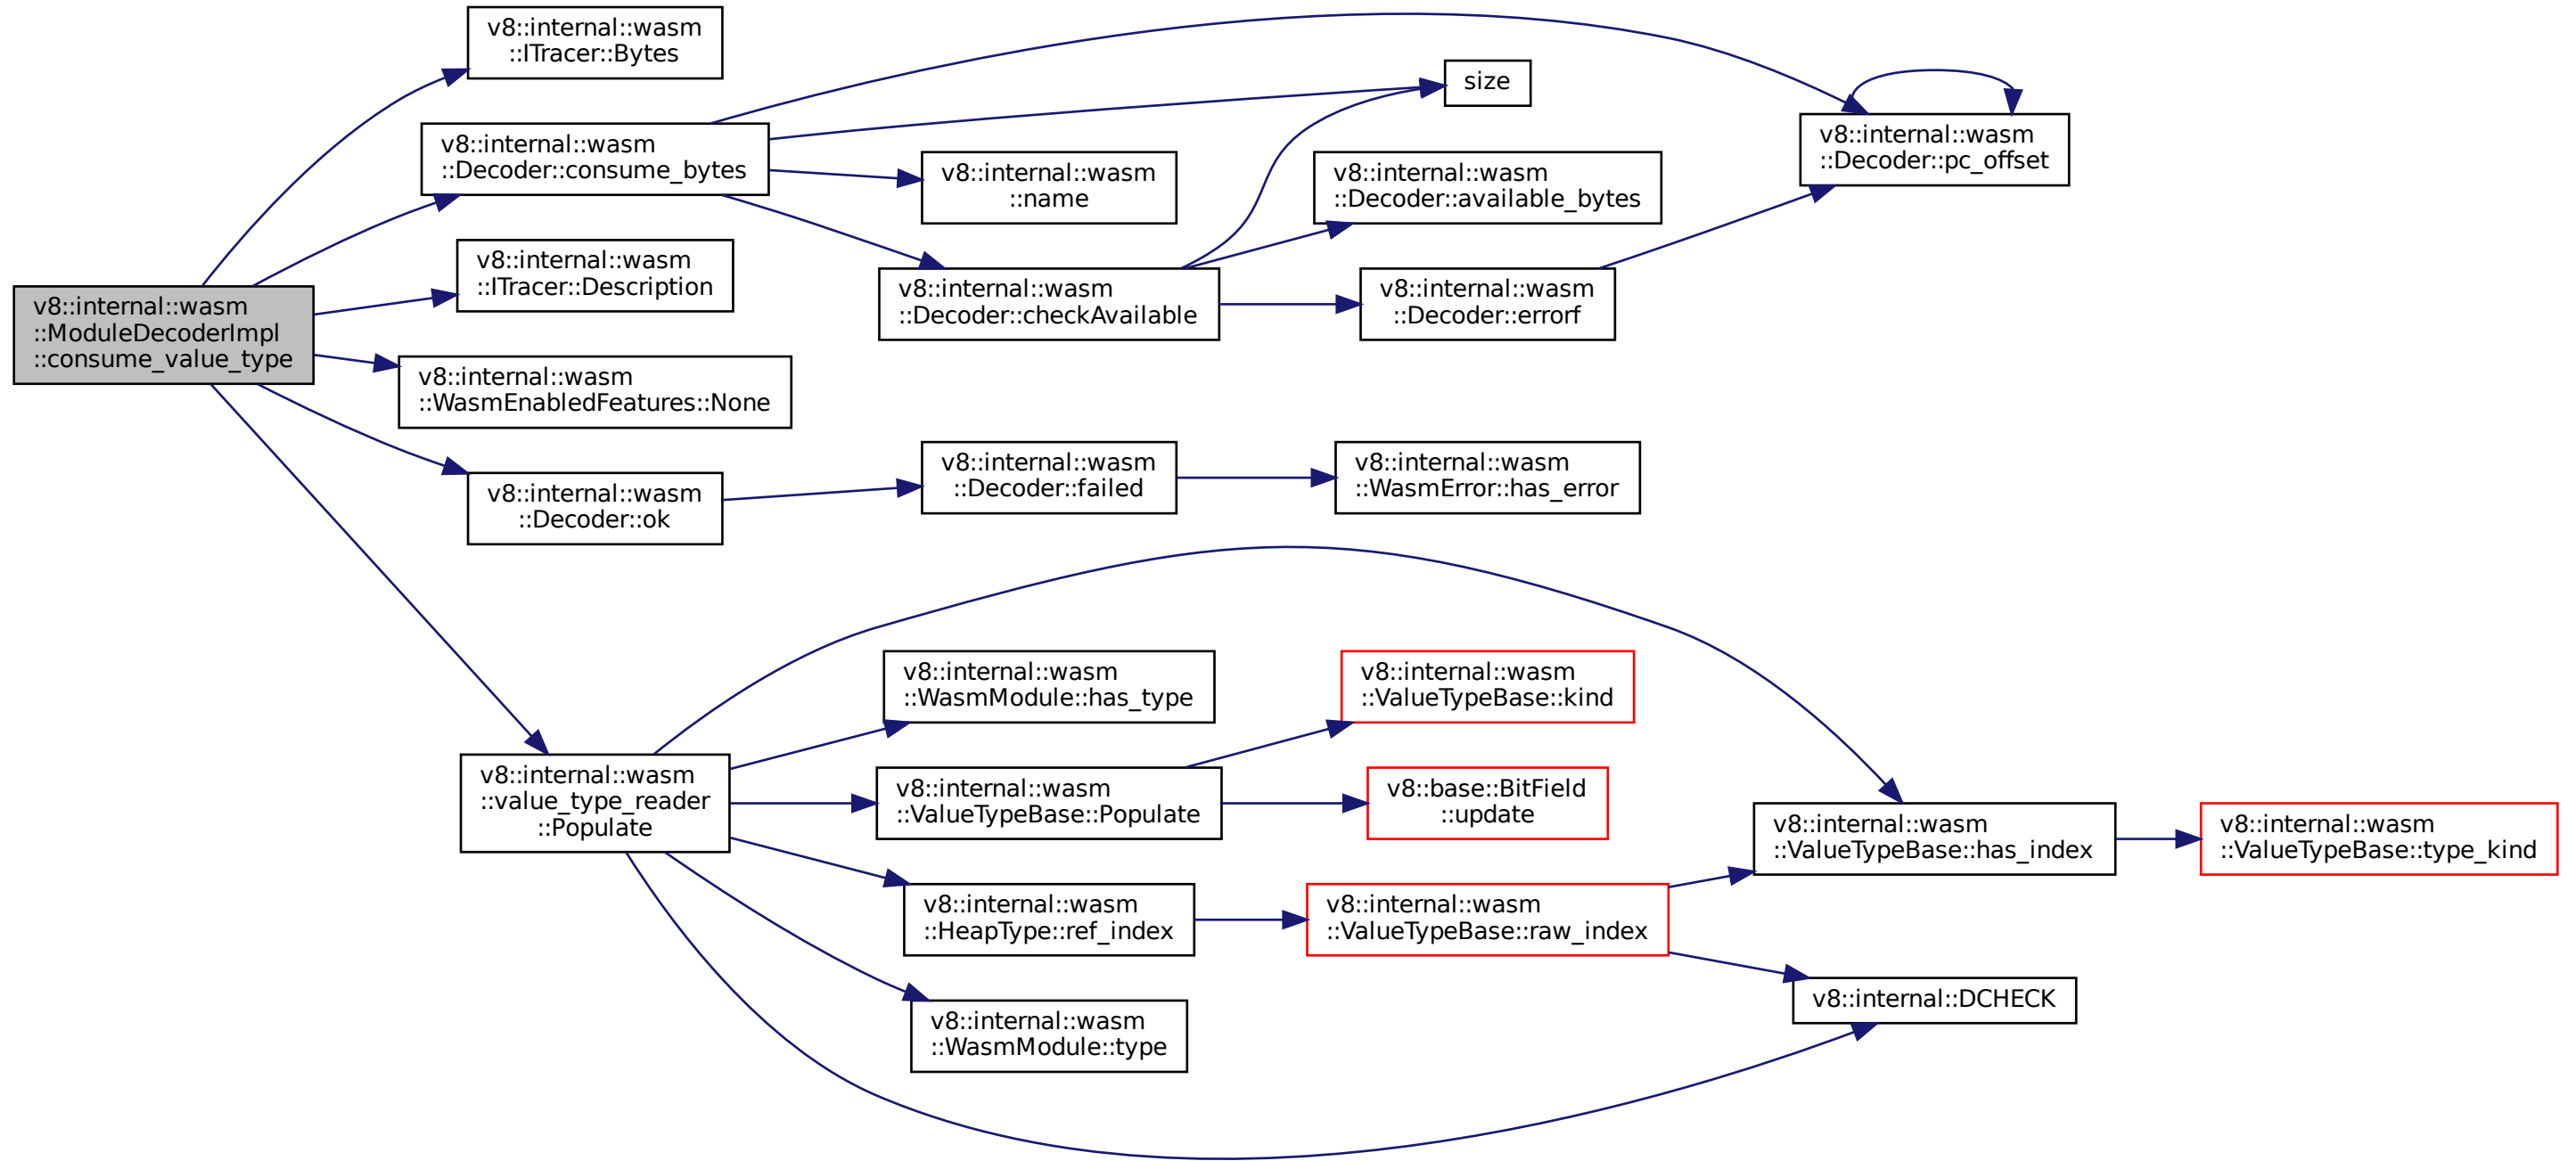 v8::internal::wasm
::ModuleDecoderImpl
::consume_value_type
v8::internal::wasm
::ITracer::Bytes
v8::internal::wasm
::Decoder::consume_bytes
v8::internal::wasm
::ITracer::Description
v8::internal::wasm
::WasmEnabledFeatures::None
v8::internal::wasm
::Decoder::ok
v8::internal::wasm
::value_type_reader
::Populate
size
v8::internal::wasm
::name
v8::internal::wasm
::Decoder::checkAvailable
v8::internal::wasm
::Decoder::available_bytes
v8::internal::wasm
::Decoder::errorf
v8::internal::wasm
::Decoder::pc_offset
v8::internal::wasm
::Decoder::failed
v8::internal::wasm
::WasmError::has_error
v8::internal::wasm
::WasmModule::has_type
v8::internal::wasm
::ValueTypeBase::Populate
v8::internal::wasm
::HeapType::ref_index
v8::internal::wasm
::WasmModule::type
v8::internal::wasm
::ValueTypeBase::kind
v8::base::BitField
::update
v8::internal::wasm
::ValueTypeBase::raw_index
v8::internal::wasm
::ValueTypeBase::has_index
v8::internal::DCHECK
v8::internal::wasm
::ValueTypeBase::type_kind